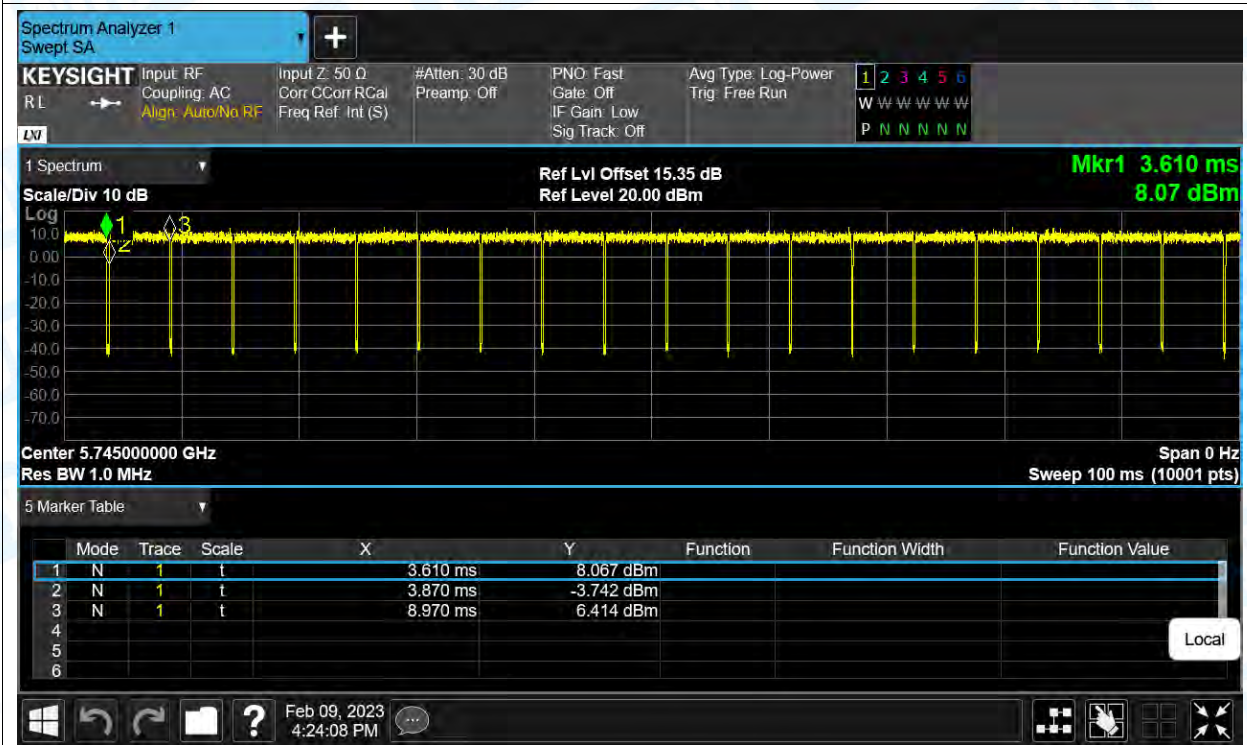 Spectrum Analyzer 1
Swept SA
+
KEYSIGHT Input: RF Input Z: 50 Ω #Atten: 30 dB PNO: Fast Avg Type: Log-Power 1 2 3 4 5 6
RL Coupling: AC Corr CCorr RCal Preamp: Off Gate: Off Trig: Free Run W W W W W W
Align: Auto/No RF Freq Ref: Int (S) IF Gain: Low
LXI Sig Track: Off P N N N N N
1 Spectrum Ref Lvl Offset 15.35 dB Mkr1 3.610 ms
Scale/Div 10 dB Ref Level 20.00 dBm 8.07 dBm
Log
1 3
10.0
2
0.00
-10.0
-20.0
-30.0
-40.0
-50.0
-60.0
-70.0
Center 5.745000000 GHz Span 0 Hz
Res BW 1.0 MHz Sweep 100 ms (10001 pts)
5 Marker Table
Mode Trace Scale X Y Function Function Width Function Value
1 N 1 t 3.610 ms 8.067 dBm
2 N 1 t 3.870 ms -3.742 dBm
3 N 1 t 8.970 ms 6.414 dBm
4
5
6
Local
? Feb 09, 2023
4:24:08 PM